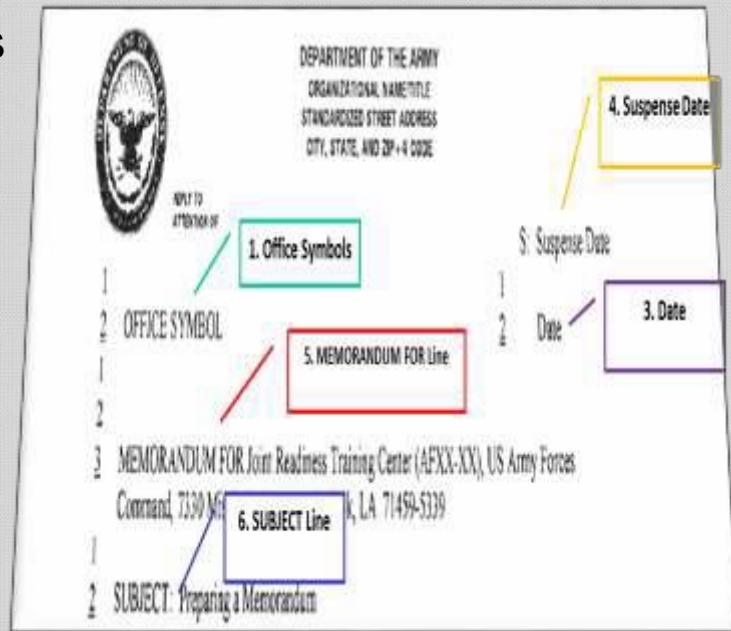 s
DEPARTMENT OF THE ARMY
ORGANIZATIONAL NAME/TITLE
STANDARDIZED STREET ADDRESS
CITY, STATE, AND ZIP+4 CODE
4. Suspense Date
REPLY TO
ATTENTION OF
1. Office Symbols
S: Suspense Date
1 1
2 OFFICE SYMBOL 2 Date
3. Date
1
5. MEMORANDUM FOR Line
2
3 MEMORANDUM FOR Joint Readiness Training Center (AFXX-XX), US Army Forces
Command, 7330 LA 71459-5339
6. SUBJECT Line
1
2 SUBJECT: Preparing a Memorandum